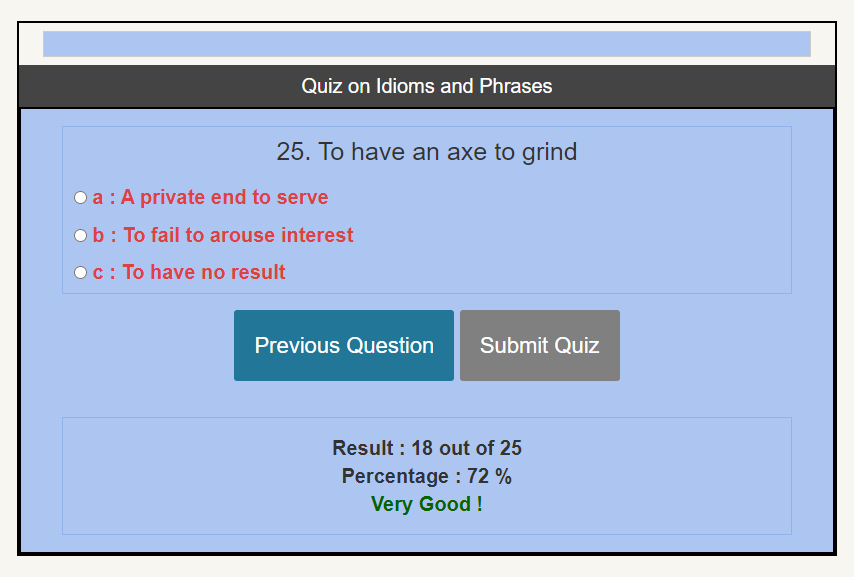 Quiz on Idioms and Phrases
25. To have an axe to grind
a : A private end to serve
b : To fail to arouse interest
c : To have no result
Previous Question Submit Quiz
Result : 18 out of 25
Percentage : 72 %
Very Good !